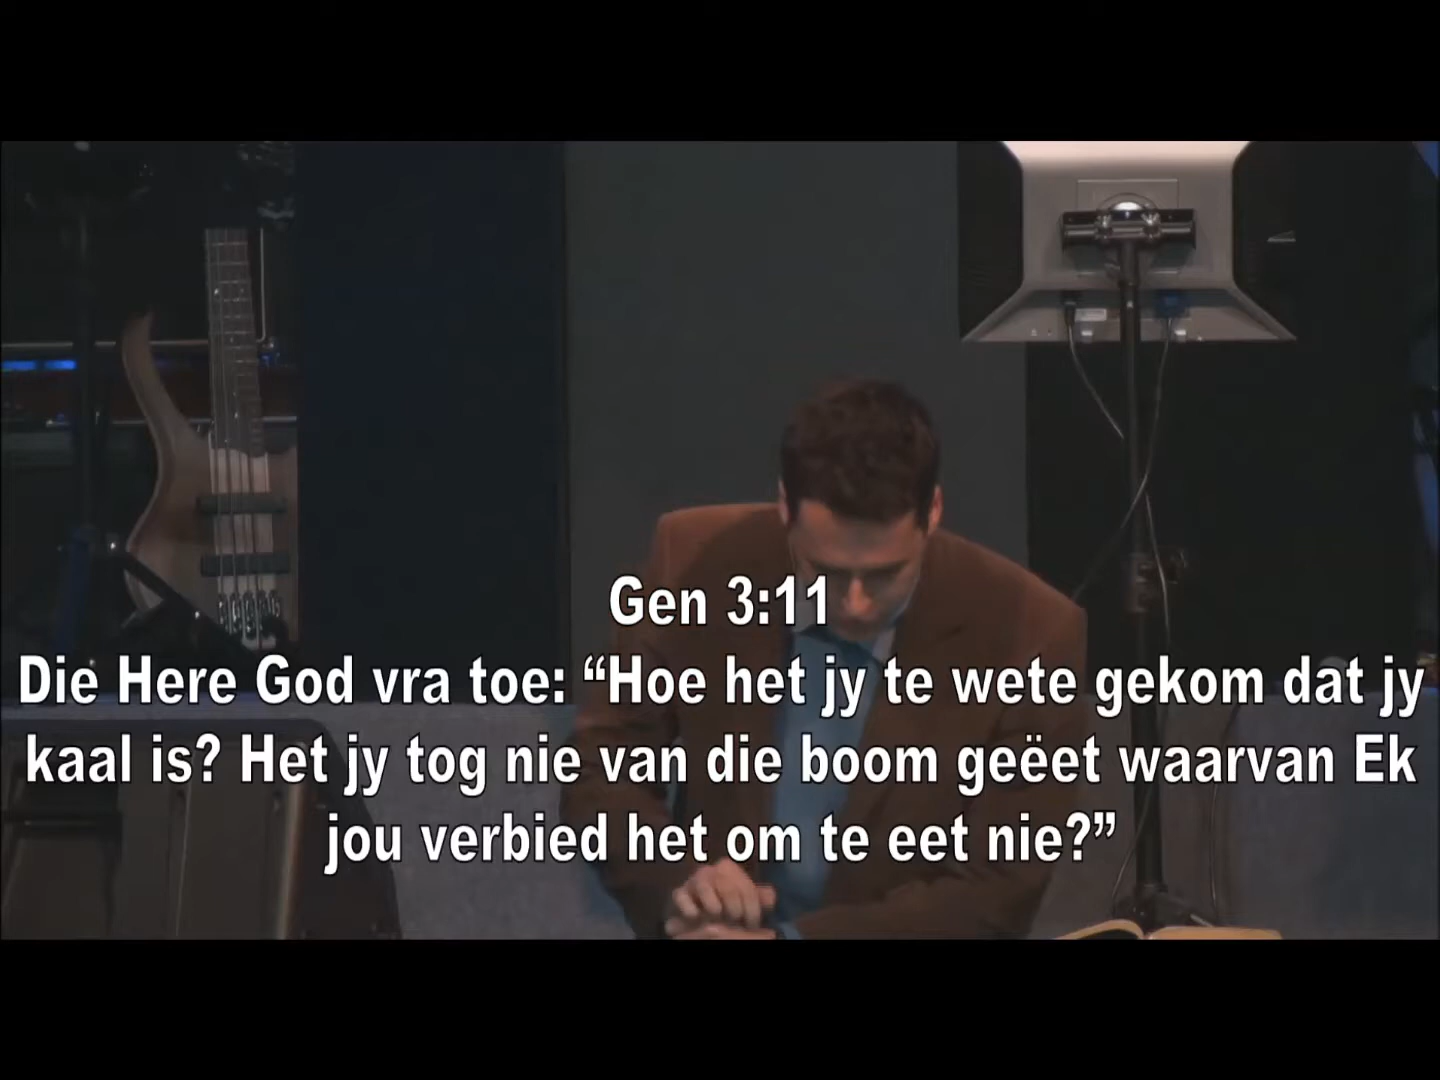 Gen 3:11
Die Here God vra toe: “Hoe het jy te wete gekom dat jy
kaal is? Het jy tog nie van die boom geëet waarvan Ek
jou verbied het om te eet nie?”